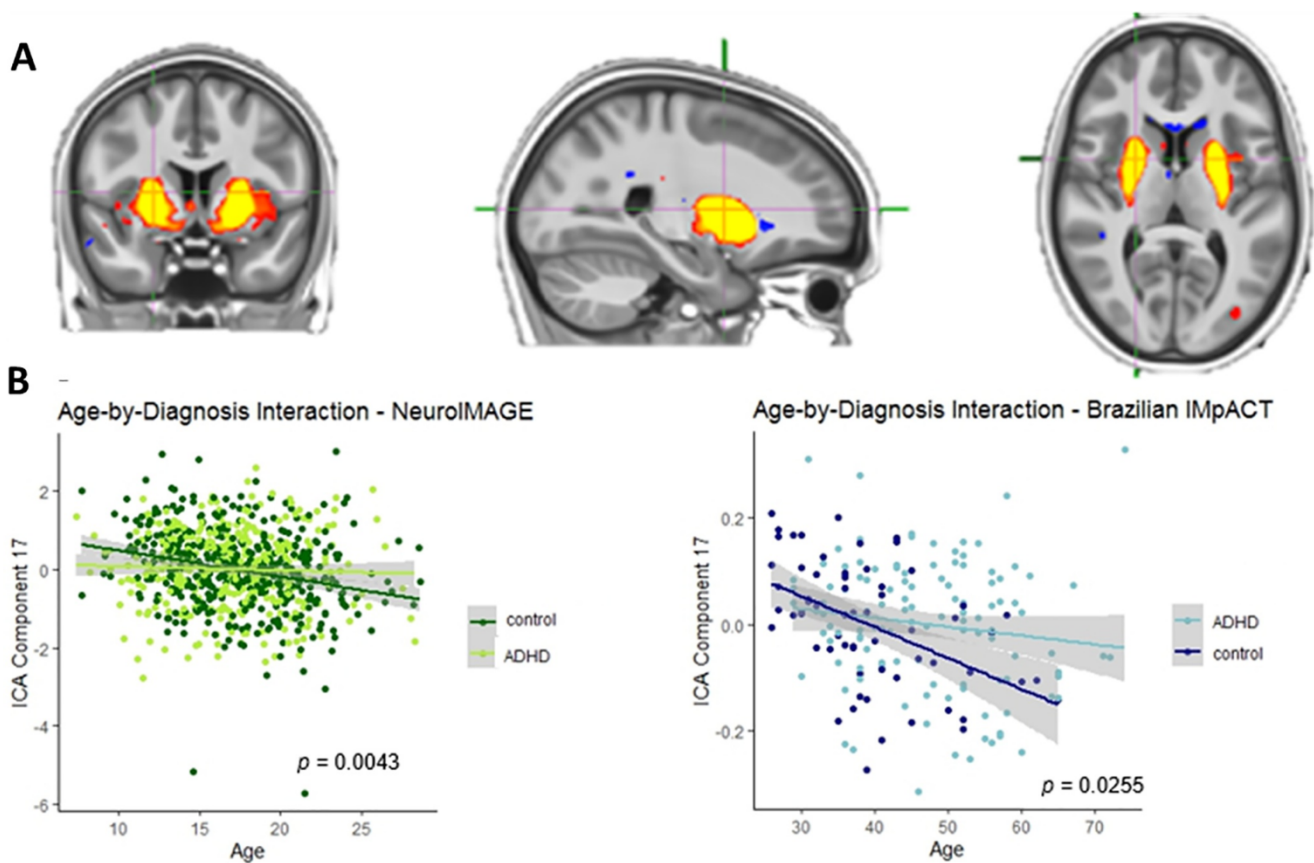 A
B
Age-by-Diagnosis Interaction - NeuroIMAGE
ICA Component 17
2
0
-2
-4
-6
10
15
20
25
Age
p = 0.0043
control
ADHD
Age-by-Diagnosis Interaction - Brazilian IMpACT
ICA Component 17
0.2
0.0
-0.2
30
40
50
60
70
Age
p = 0.0255
ADHD
control